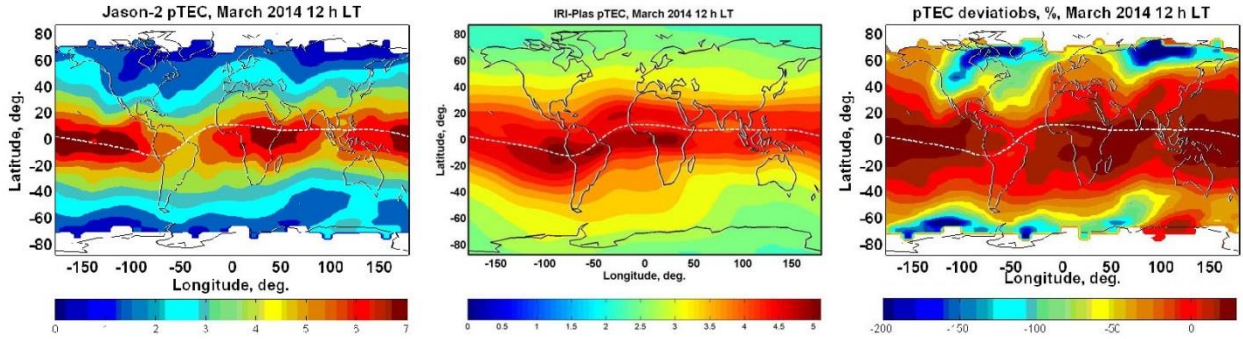 Jason-2 pTEC, March 2014 12 h LT
Latitude, deg.
80
60
40
20
0
-20
-40
-60
-80
-150 -100 -50 0 50 100 150
Longitude, deg.
0 1 2 3 4 5 6 7
IRI-Plas pTEC, March 2014 12 h LT
Latitude, deg.
80
60
40
20
0
-20
-40
-60
-80
-150 -100 -50 0 50 100 150
Longitude, deg.
0 0.5 1 1.5 2 2.5 3 3.5 4 4.5 5
pTEC deviatiobs, %, March 2014 12 h LT
Latitude, deg.
80
60
40
20
0
-20
-40
-60
-80
-150 -100 -50 0 50 100 150
Longitude, deg.
-200 -150 -100 -50 0